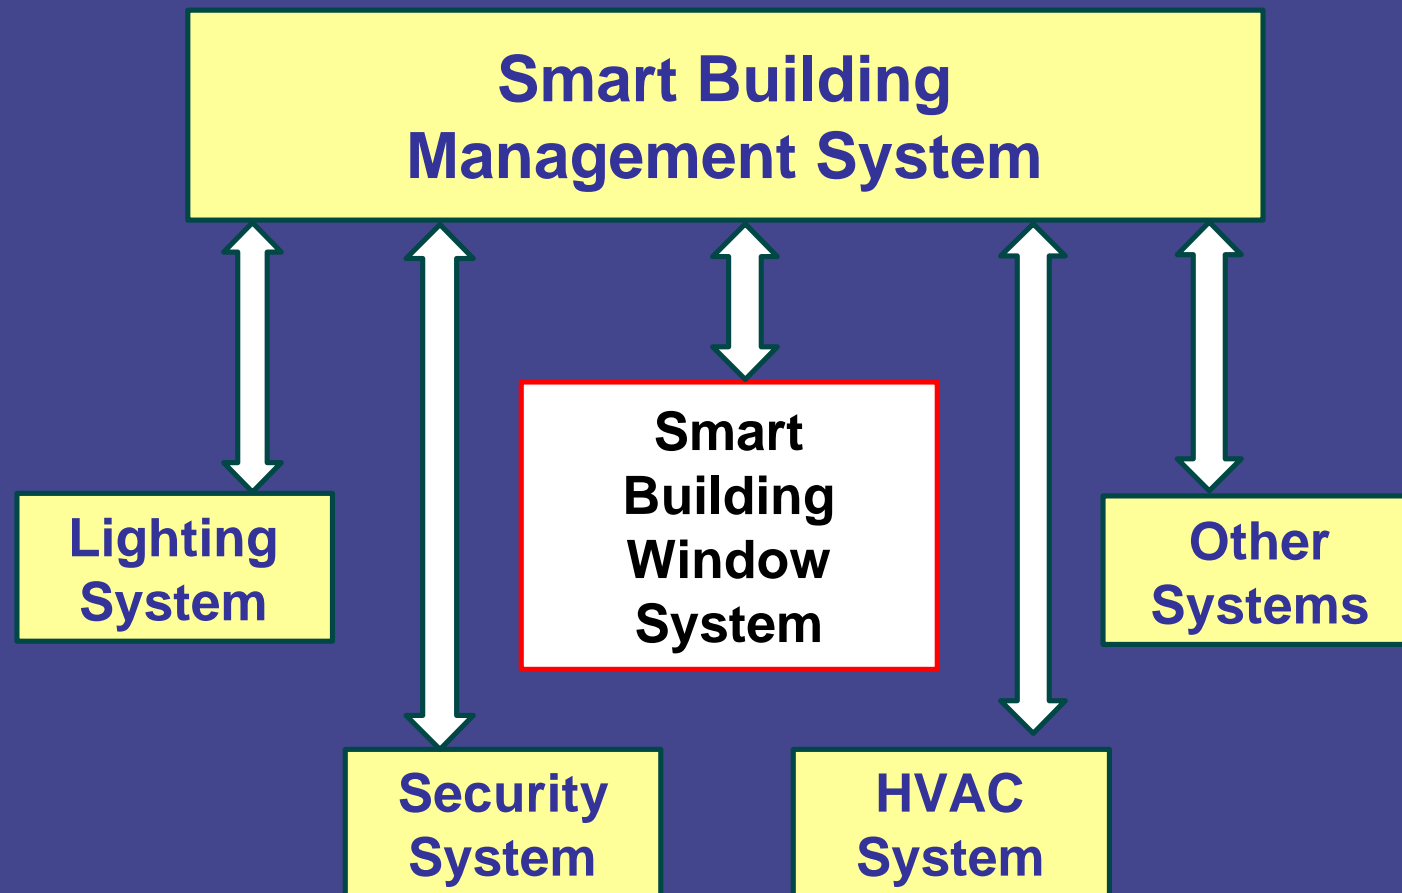 Smart Building
Management System
Smart
Building
Window
System
Lighting
System
Other
Systems
Security
System
HVAC
System